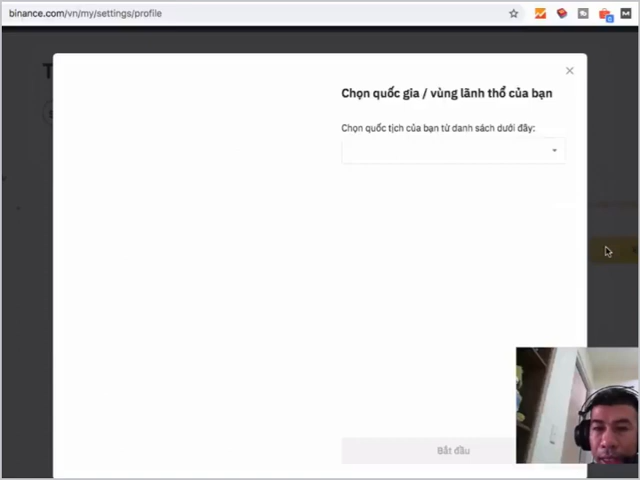 binance.com/vn/my/settings/profile
Chọn quốc gia / vùng lãnh thổ của bạn
Chọn quốc tịch của bạn từ danh sách dưới đây:
Bắt đầu